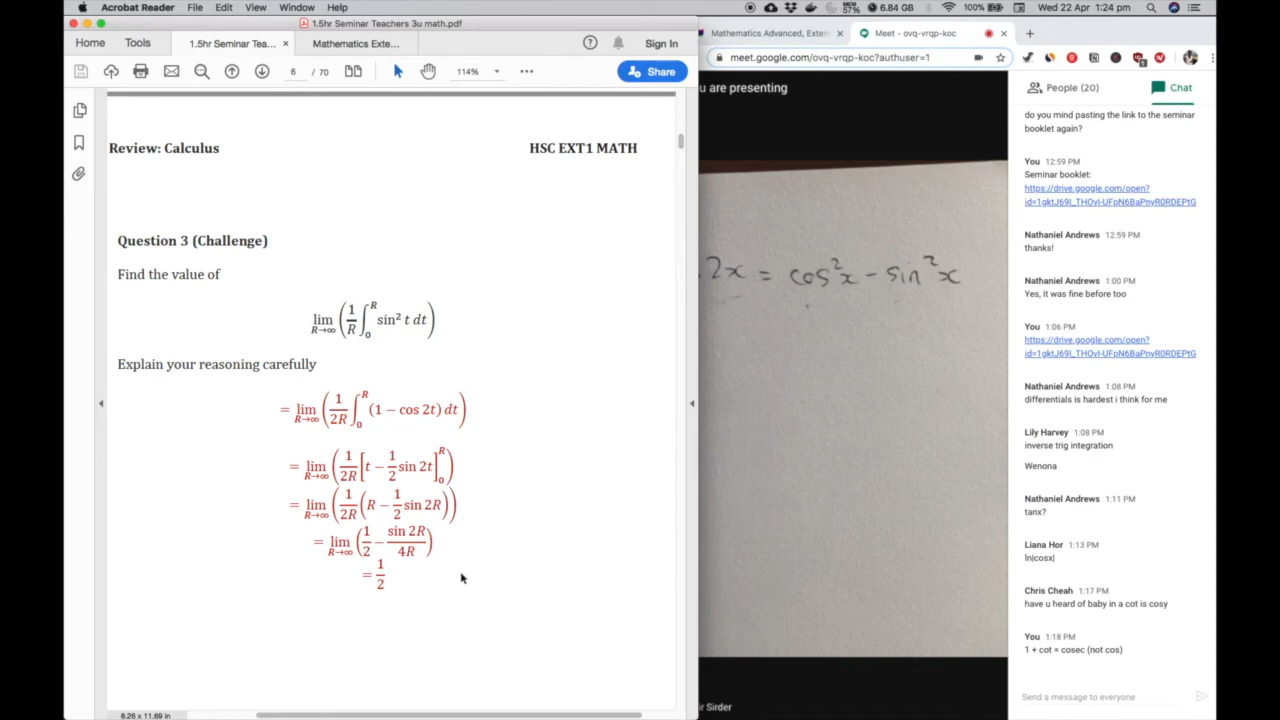 Acrobat Reader File Edit View Window Help
6.84 GB
MEM 57%
100%
Wed 22 Apr 1:24 pm
1.5hr Seminar Teachers 3u math.pdf
Home Tools 1.5hr Seminar Tea... × Mathematics Exte... Sign In
6 / 70 114% Share
Review: Calculus HSC EXT1 MATH
Question 3 (Challenge)
Find the value of
lim R→∞ (1/R ∫₀ᴿ sin² t dt)
Explain your reasoning carefully
= lim R→∞ (1/2R ∫₀ᴿ (1 − cos 2t) dt)
= lim R→∞ (1/2R [t − 1/2 sin 2t]₀ᴿ)
= lim R→∞ (1/2R (R − 1/2 sin 2R))
= lim R→∞ (1/2 − sin 2R/4R)
= 1/2
8.26 x 11.69 in
Mathematics Advanced, Exten × Meet - ovq-vrqp-koc × +
meet.google.com/ovq-vrqp-koc?authuser=1
u are presenting
2x = cos²x − sin²x
ir Sirder
People (20) Chat
do you mind pasting the link to the seminar
booklet again?
You 12:59 PM
Seminar booklet:
https://drive.google.com/open?
Nathaniel Andrews 12:59 PM
thanks!
Nathaniel Andrews 1:00 PM
Yes, it was fine before too
You 1:06 PM
https://drive.google.com/open?
Nathaniel Andrews 1:08 PM
differentials is hardest i think for me
Lily Harvey 1:08 PM
inverse trig integration
Wenona
Nathaniel Andrews 1:11 PM
tanx?
Liana Hor 1:13 PM
ln|cosx|
Chris Cheah 1:17 PM
have u heard of baby in a cot is cosy
You 1:18 PM
1 + cot = cosec (not cos)
Send a message to everyone